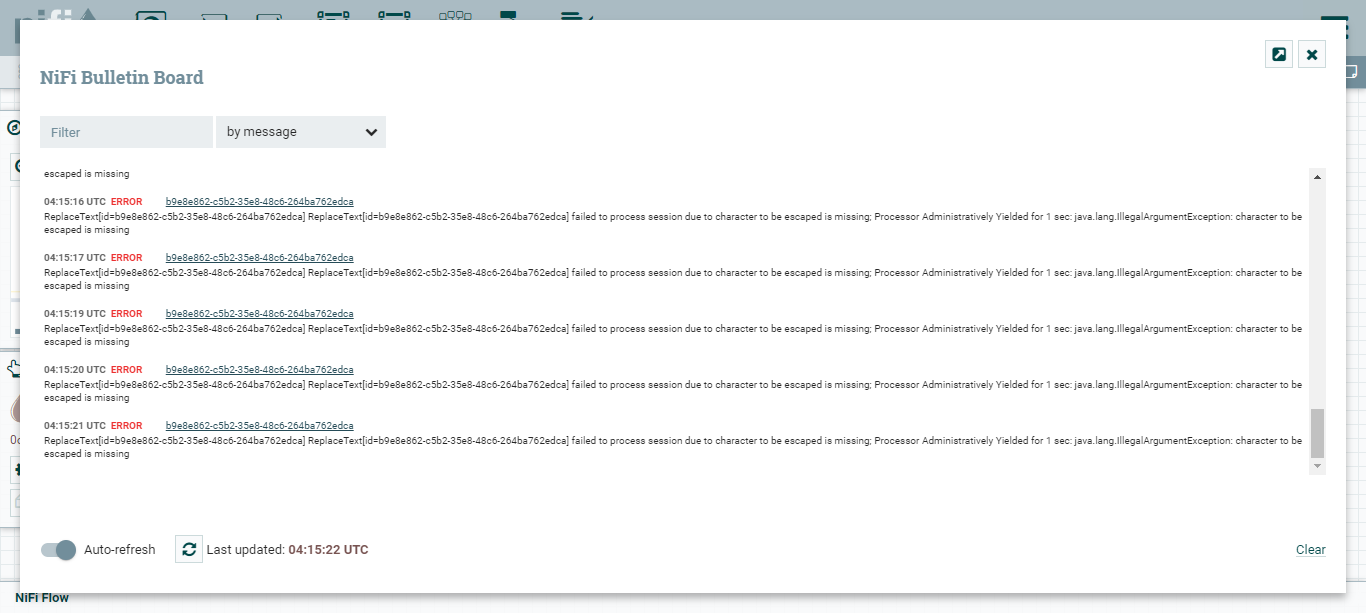 nifi
NiFi Bulletin Board
Filter
by message
escaped is missing
04:15:16 UTC ERROR b9e8e862-c5b2-35e8-48c6-264ba762edca
ReplaceText[id=b9e8e862-c5b2-35e8-48c6-264ba762edca] ReplaceText[id=b9e8e862-c5b2-35e8-48c6-264ba762edca] failed to process session due to character to be escaped is missing; Processor Administratively Yielded for 1 sec: java.lang.IllegalArgumentException: character to be
escaped is missing
04:15:17 UTC ERROR b9e8e862-c5b2-35e8-48c6-264ba762edca
ReplaceText[id=b9e8e862-c5b2-35e8-48c6-264ba762edca] ReplaceText[id=b9e8e862-c5b2-35e8-48c6-264ba762edca] failed to process session due to character to be escaped is missing; Processor Administratively Yielded for 1 sec: java.lang.IllegalArgumentException: character to be
escaped is missing
04:15:19 UTC ERROR b9e8e862-c5b2-35e8-48c6-264ba762edca
ReplaceText[id=b9e8e862-c5b2-35e8-48c6-264ba762edca] ReplaceText[id=b9e8e862-c5b2-35e8-48c6-264ba762edca] failed to process session due to character to be escaped is missing; Processor Administratively Yielded for 1 sec: java.lang.IllegalArgumentException: character to be
escaped is missing
04:15:20 UTC ERROR b9e8e862-c5b2-35e8-48c6-264ba762edca
ReplaceText[id=b9e8e862-c5b2-35e8-48c6-264ba762edca] ReplaceText[id=b9e8e862-c5b2-35e8-48c6-264ba762edca] failed to process session due to character to be escaped is missing; Processor Administratively Yielded for 1 sec: java.lang.IllegalArgumentException: character to be
escaped is missing
04:15:21 UTC ERROR b9e8e862-c5b2-35e8-48c6-264ba762edca
ReplaceText[id=b9e8e862-c5b2-35e8-48c6-264ba762edca] ReplaceText[id=b9e8e862-c5b2-35e8-48c6-264ba762edca] failed to process session due to character to be escaped is missing; Processor Administratively Yielded for 1 sec: java.lang.IllegalArgumentException: character to be
escaped is missing
Auto-refresh
Last updated: 04:15:22 UTC
Clear
NiFi Flow